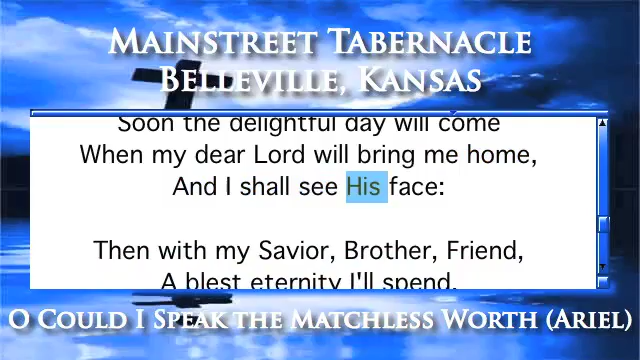 Mainstreet Tabernacle
Belleville, Kansas
Soon the delightful day will come
When my dear Lord will bring me home,
And I shall see His face:
Then with my Savior, Brother, Friend,
A blest eternity I'll spend,
O Could I Speak the Matchless Worth (Ariel)